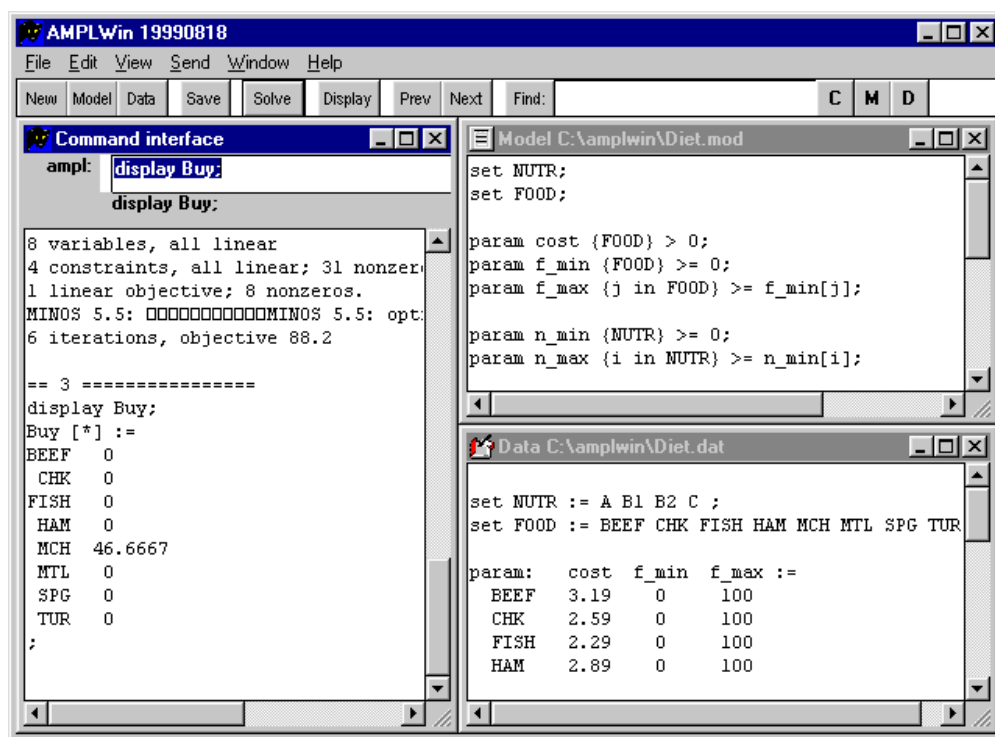 AMPLWin 19990818
File Edit View Send Window Help
New Model Data Save Solve Display Prev Next Find: C M D
Command interface
ampl: display Buy;
display Buy;
8 variables, all linear
4 constraints, all linear; 31 nonzer
1 linear objective; 8 nonzeros.
MINOS 5.5: □□□□□□□□□□□MINOS 5.5: opt
6 iterations, objective 88.2
== 3 ================
display Buy;
Buy [*] :=
BEEF 0
CHK 0
FISH 0
HAM 0
MCH 46.6667
MTL 0
SPG 0
TUR 0
;
Model C:\amplwin\Diet.mod
set NUTR;
set FOOD;
param cost {FOOD} > 0;
param f_min {FOOD} >= 0;
param f_max {j in FOOD} >= f_min[j];
param n_min {NUTR} >= 0;
param n_max {i in NUTR} >= n_min[i];
Data C:\amplwin\Diet.dat
set NUTR := A B1 B2 C ;
set FOOD := BEEF CHK FISH HAM MCH MTL SPG TUR
param: cost f_min f_max :=
BEEF 3.19 0 100
CHK 2.59 0 100
FISH 2.29 0 100
HAM 2.89 0 100